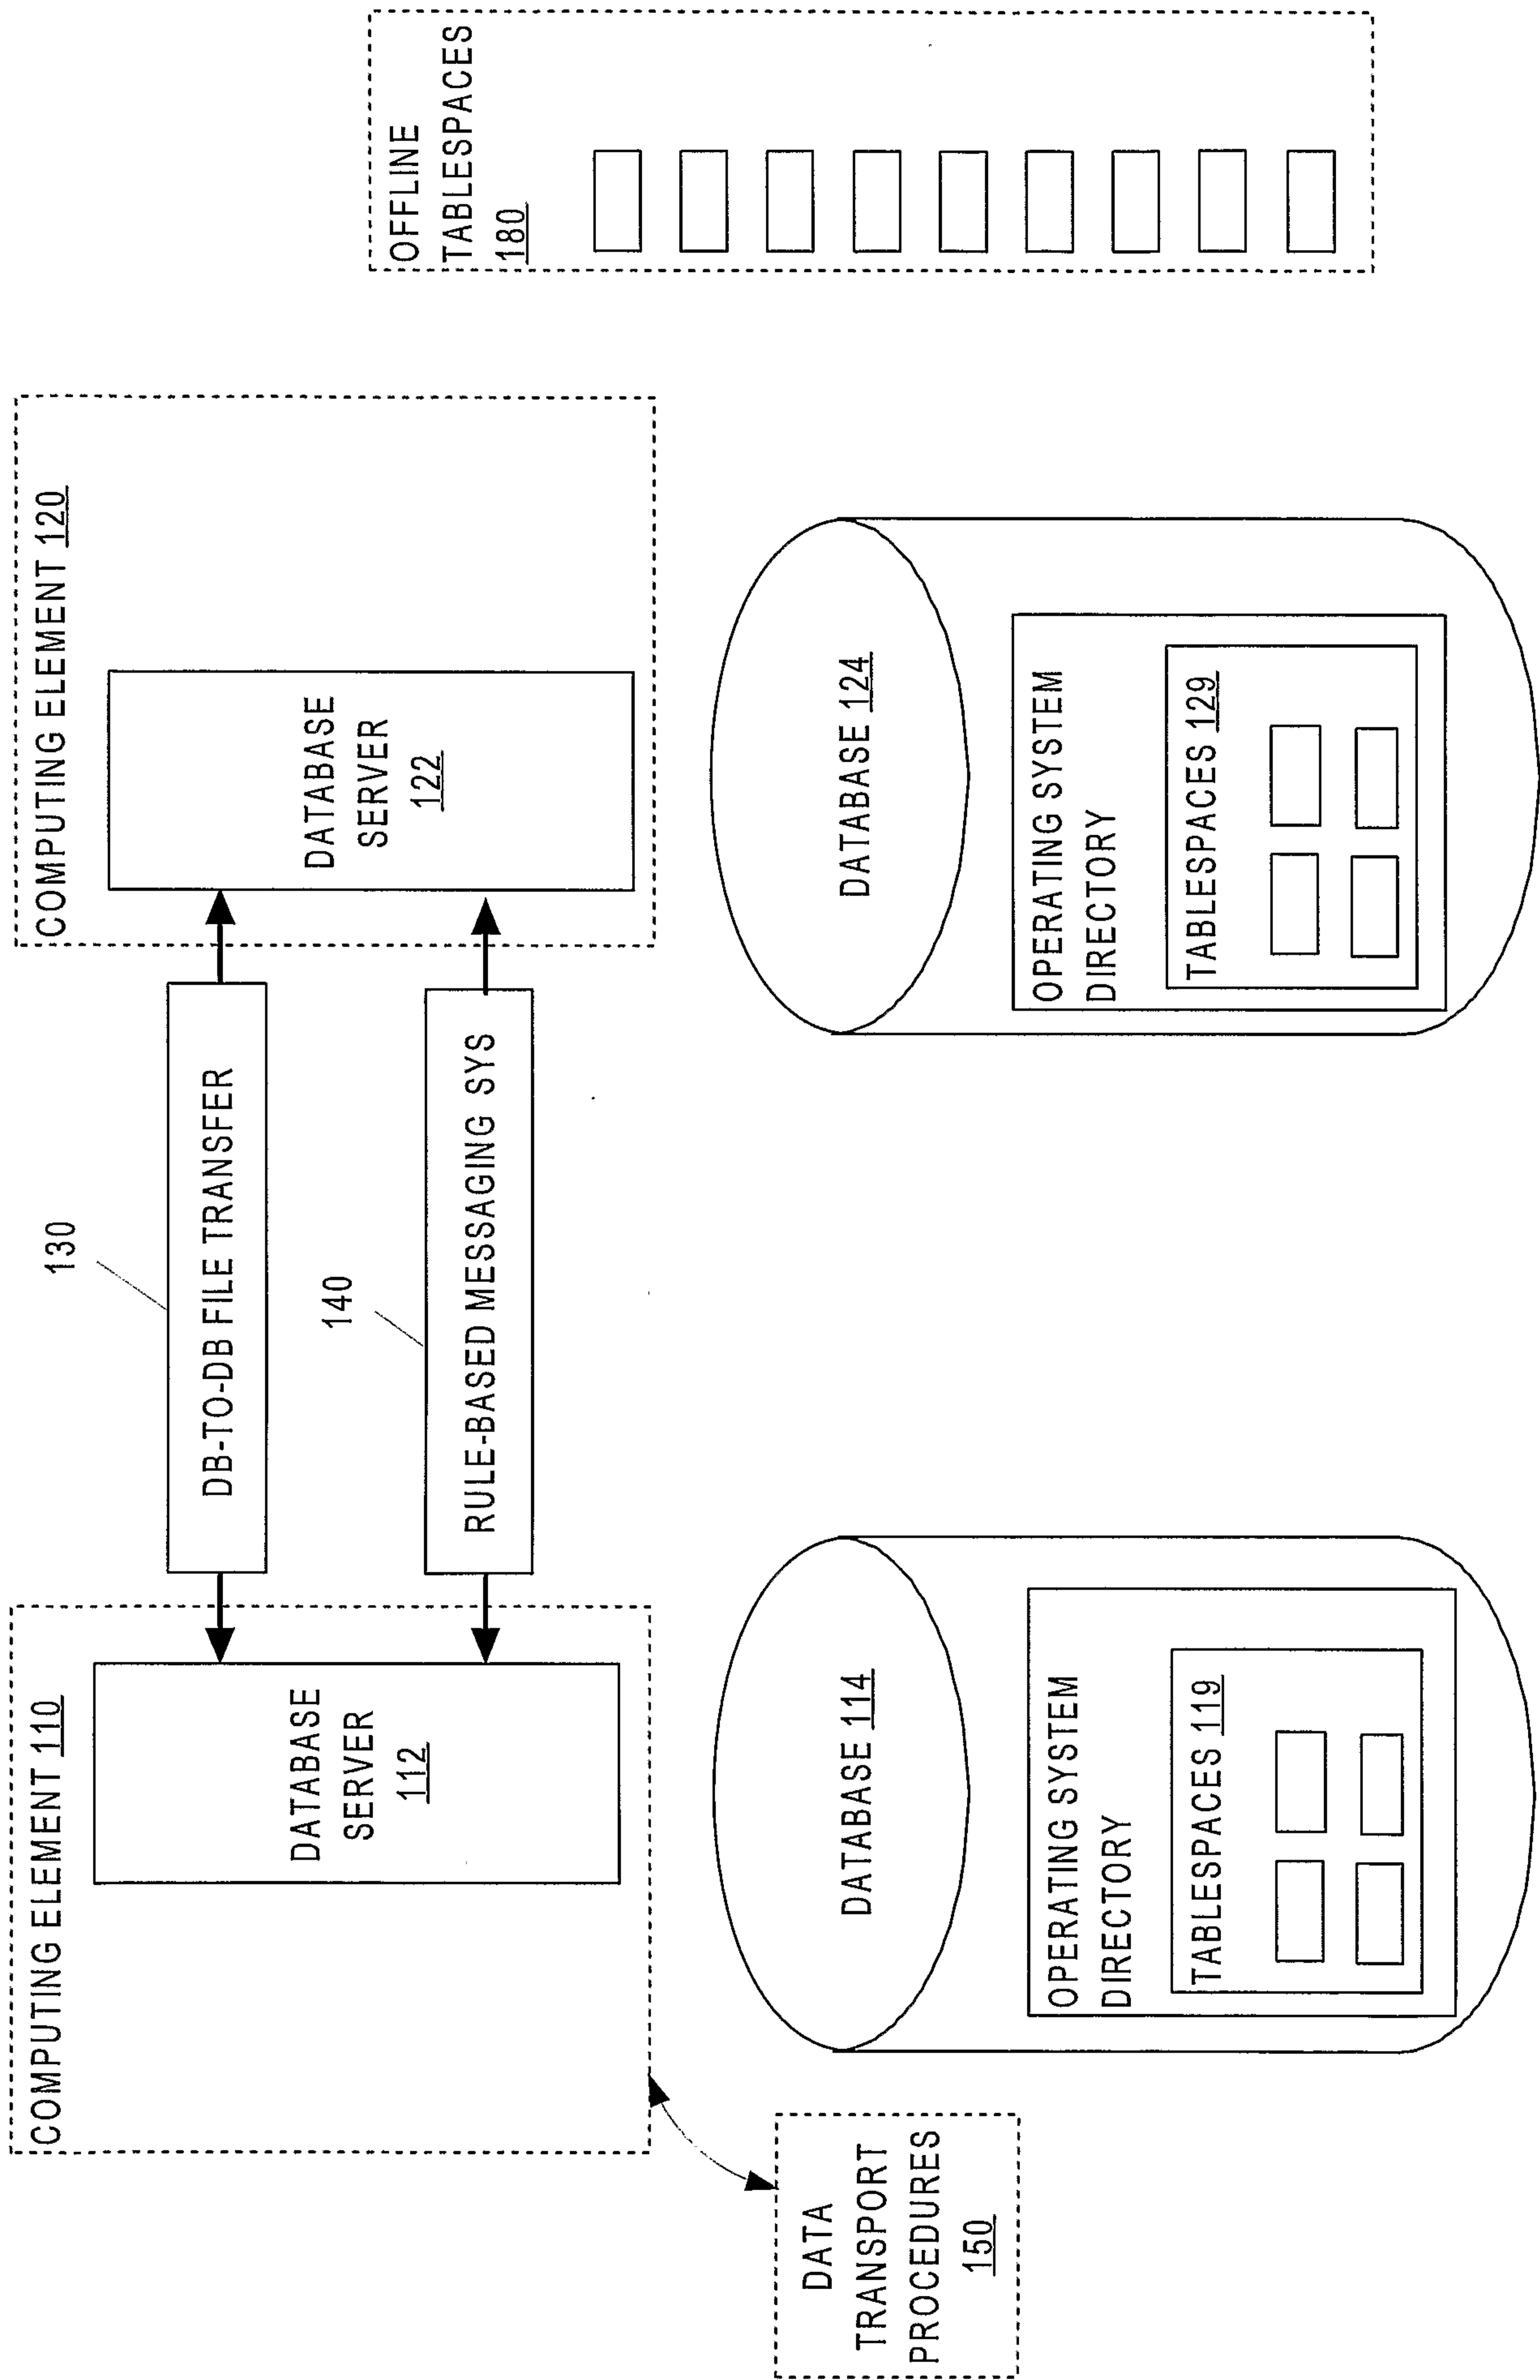 COMPUTING ELEMENT 110
DATABASE
SERVER
112
130
DB-TO-DB FILE TRANSFER
140
RULE-BASED MESSAGING SYS
COMPUTING ELEMENT 120
DATABASE
SERVER
122
OFFLINE
TABLESPACES
180
DATA
TRANSPORT
PROCEDURES
150
DATABASE 114
OPERATING SYSTEM
DIRECTORY
TABLESPACES 119
DATABASE 124
OPERATING SYSTEM
DIRECTORY
TABLESPACES 129